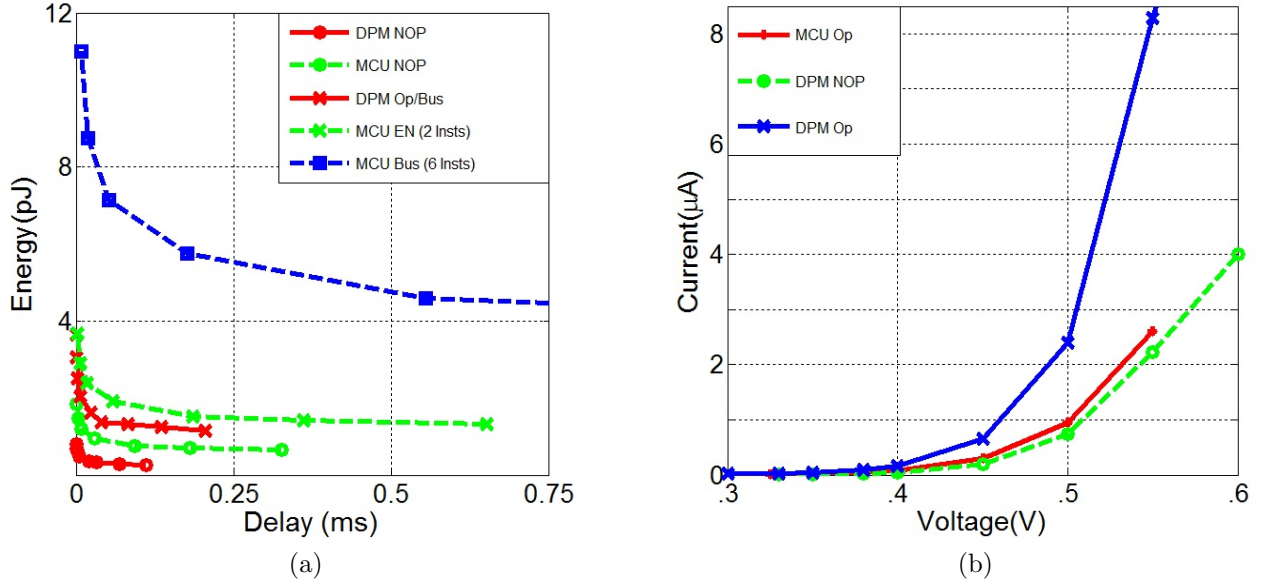 12
8
4
0
0.25
0.5
0.75
Energy(pJ)
Delay (ms)
DPM NOP
MCU NOP
DPM Op/Bus
MCU EN (2 Insts)
MCU Bus (6 Insts)
(a)
8
6
4
2
0
.3
.4
.5
.6
Current(μA)
Voltage(V)
MCU Op
DPM NOP
DPM Op
(b)